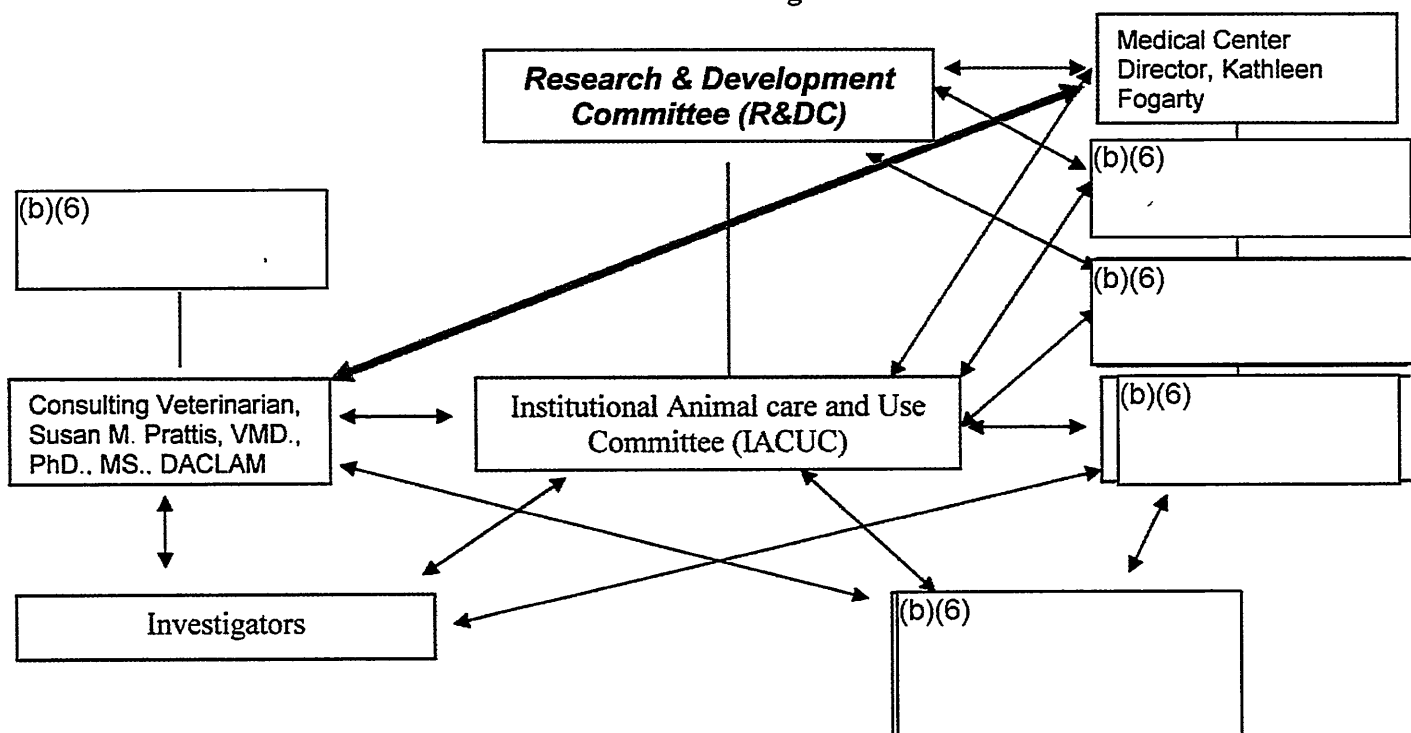 Research & Development
Committee (R&DC)
Medical Center
Director, Kathleen
Fogarty
(b)(6)
(b)(6)
(b)(6)
(b)(6)
Consulting Veterinarian,
Susan M. Prattis, VMD.,
PhD., MS., DACLAM
Institutional Animal care and Use
Committee (IACUC)
(b)(6)
Investigators
(b)(6)